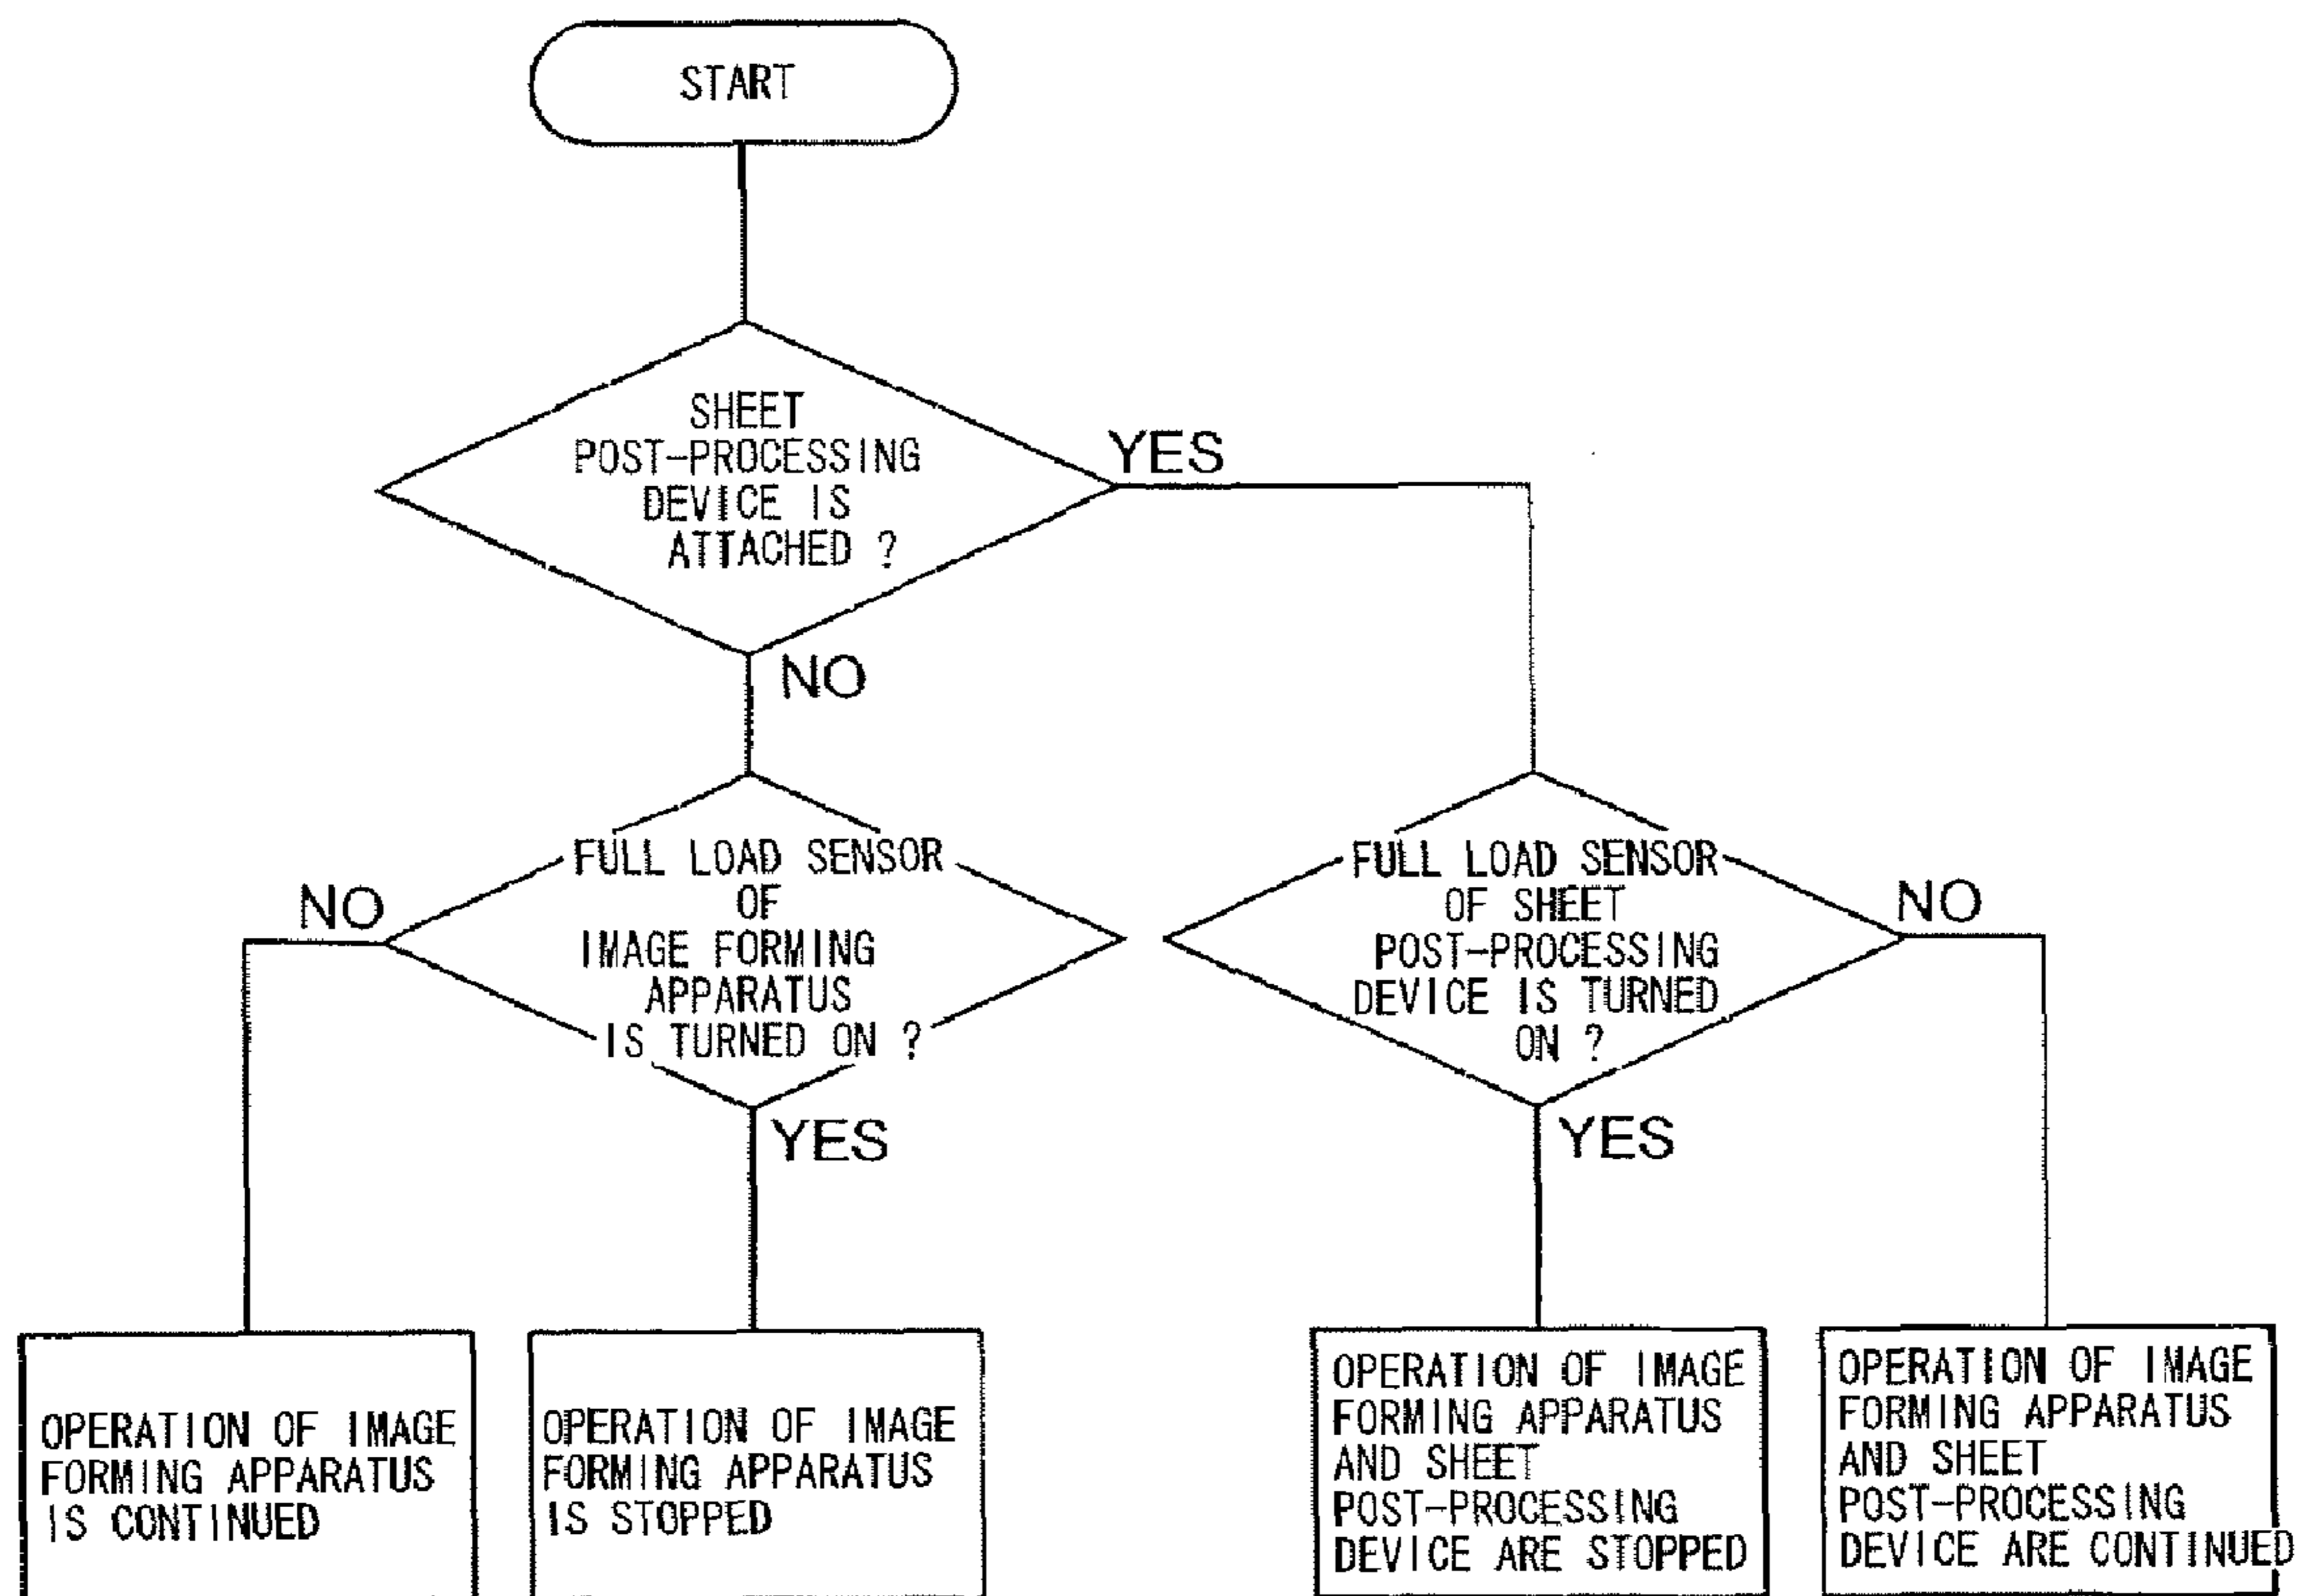 START
SHEET
POST-PROCESSING
DEVICE IS
ATTACHED ?
YES
NO
FULL LOAD SENSOR
OF
IMAGE FORMING
APPARATUS
IS TURNED ON ?
NO
YES
FULL LOAD SENSOR
OF SHEET
POST-PROCESSING
DEVICE IS TURNED
ON ?
NO
YES
OPERATION OF IMAGE
FORMING APPARATUS
IS CONTINUED
OPERATION OF IMAGE
FORMING APPARATUS
IS STOPPED
OPERATION OF IMAGE
FORMING APPARATUS
AND SHEET
POST-PROCESSING
DEVICE ARE STOPPED
OPERATION OF IMAGE
FORMING APPARATUS
AND SHEET
POST-PROCESSING
DEVICE ARE CONTINUED